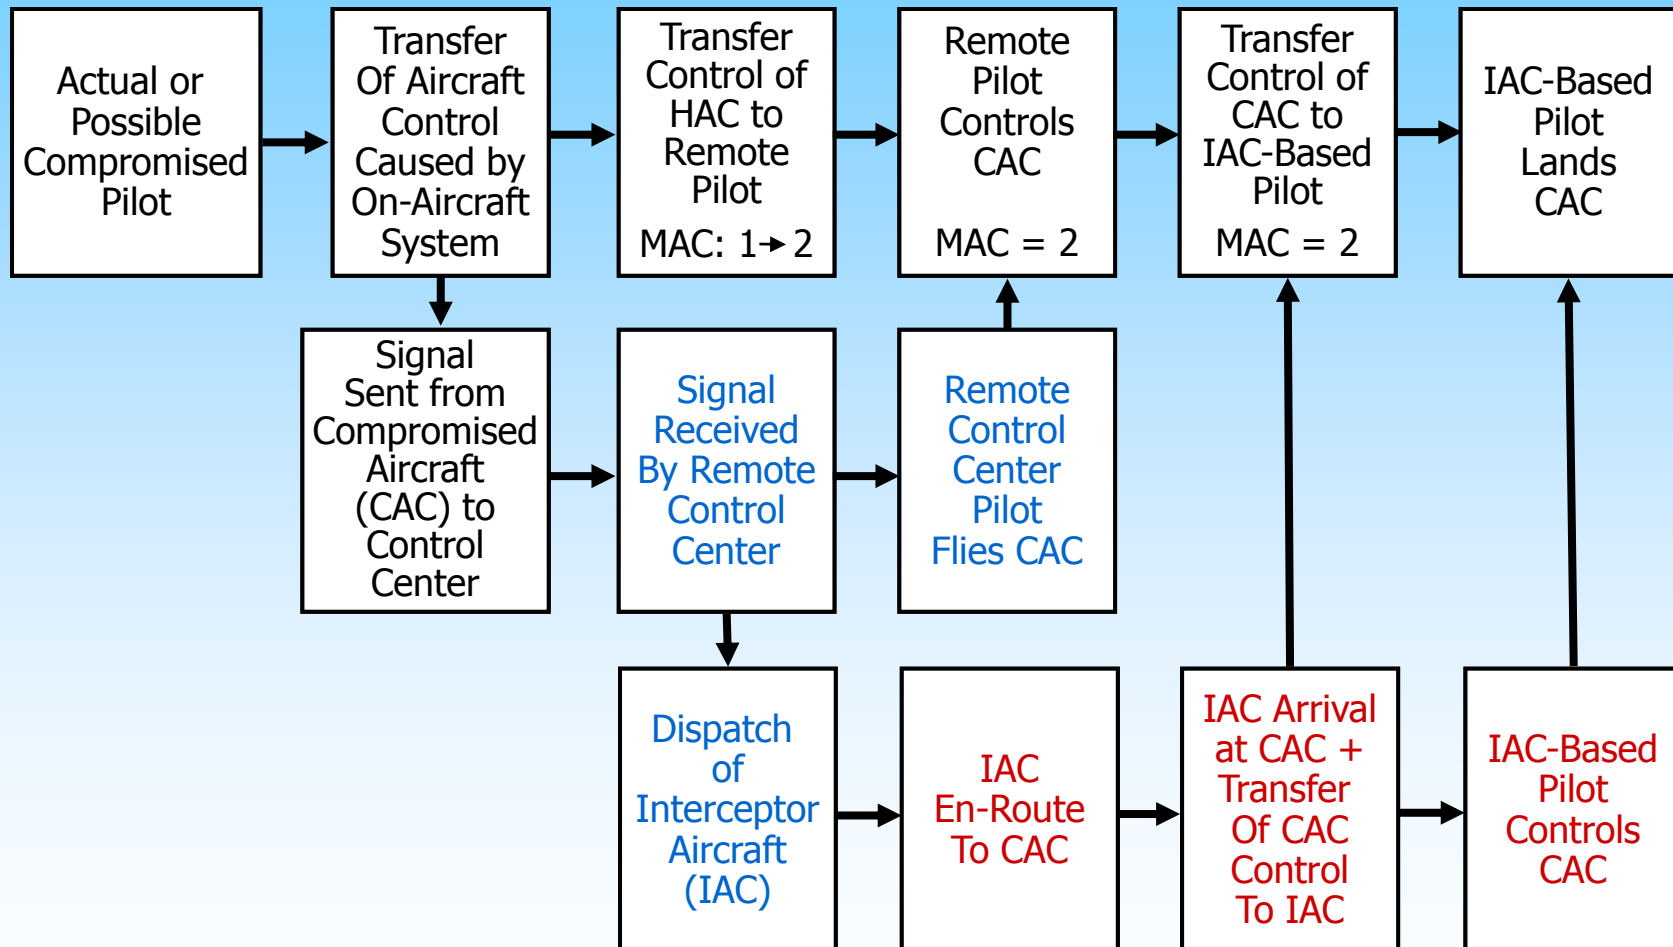 Actual or
Possible
Compromised
Pilot
Transfer
Of Aircraft
Control
Caused by
On-Aircraft
System
Transfer
Control of
HAC to
Remote
Pilot
MAC: 1→ 2
Remote
Pilot
Controls
CAC
MAC = 2
Transfer
Control of
CAC to
IAC-Based
Pilot
MAC = 2
IAC-Based
Pilot
Lands
CAC
Signal
Sent from
Compromised
Aircraft
(CAC) to
Control
Center
Signal
Received
By Remote
Control
Center
Remote
Control
Center
Pilot
Flies CAC
Dispatch
of
Interceptor
Aircraft
(IAC)
IAC
En-Route
To CAC
IAC Arrival
at CAC +
Transfer
Of CAC
Control
To IAC
IAC-Based
Pilot
Controls
CAC